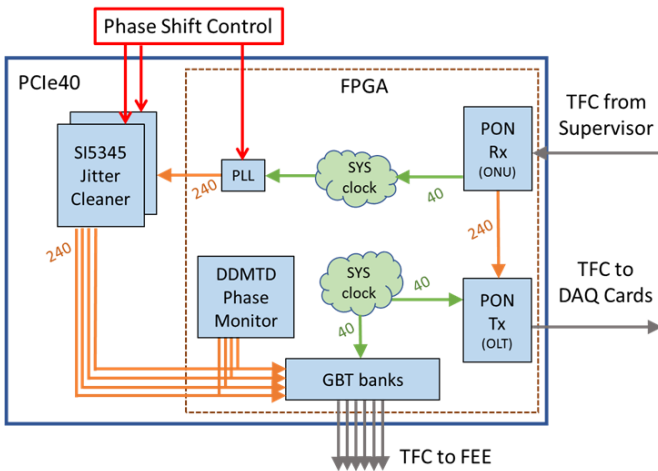 Phase Shift Control
PCIe40
FPGA
TFC from
Supervisor
SI5345
Jitter
Cleaner
240
PLL
SYS
clock
40
PON
Rx
(ONU)
240
240
DDMTD
Phase
Monitor
SYS
clock
40
40
PON
Tx
(OLT)
TFC to
DAQ Cards
GBT banks
TFC to FEE